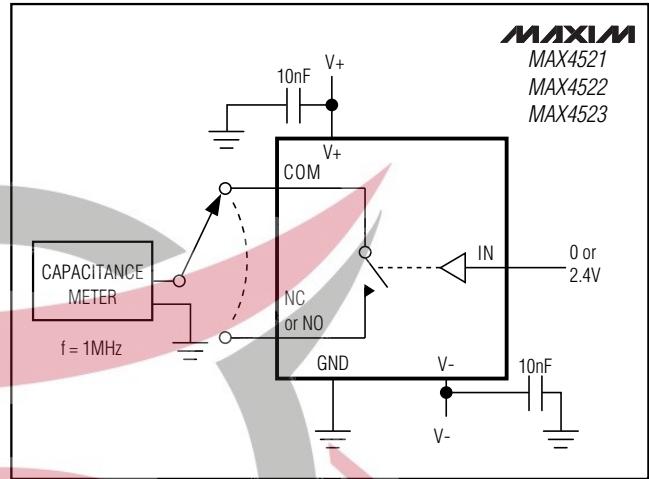 MAXIM
MAX4521
MAX4522
MAX4523
V+
10nF
V+
COM
IN
0 or
2.4V
CAPACITANCE
METER
NC
or NO
f = 1MHz
GND
V-
10nF
V-